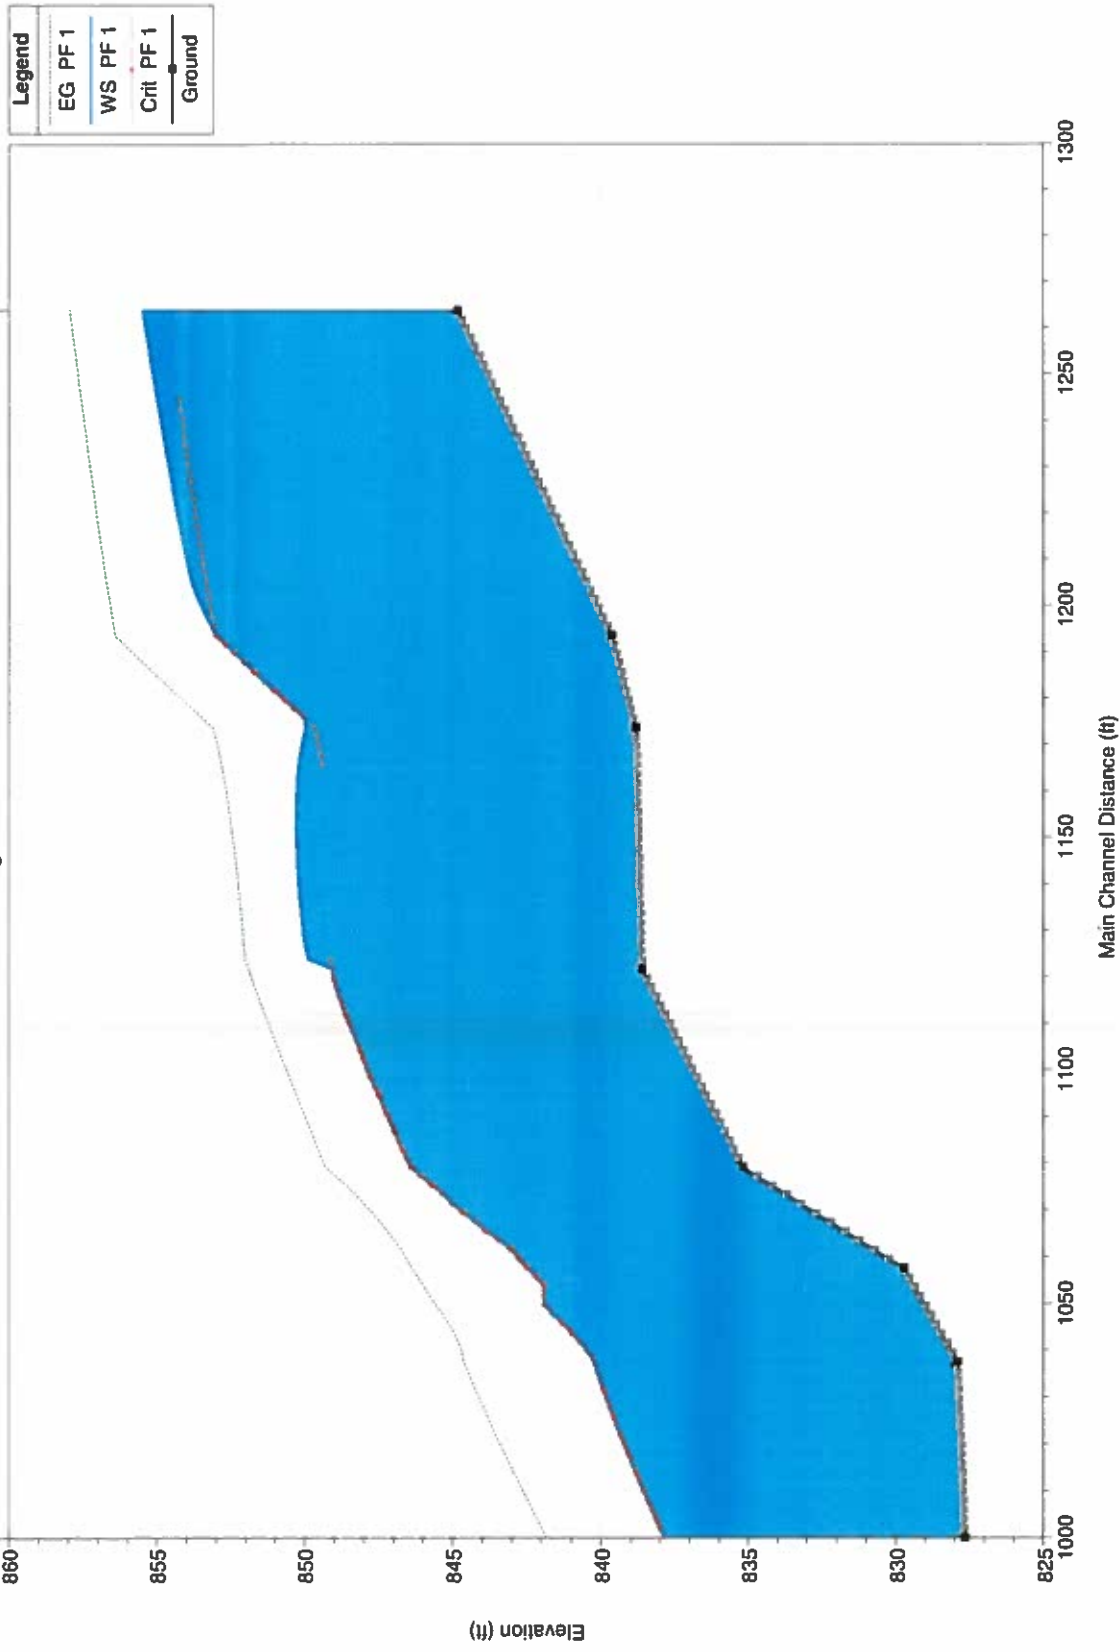 Legend
EG PF 1
WS PF 1
Crit PF 1
Ground
860
855
850
845
840
835
830
825
Elevation (ft)
1000
1050
1100
1150
1200
1250
1300
Main Channel Distance (ft)